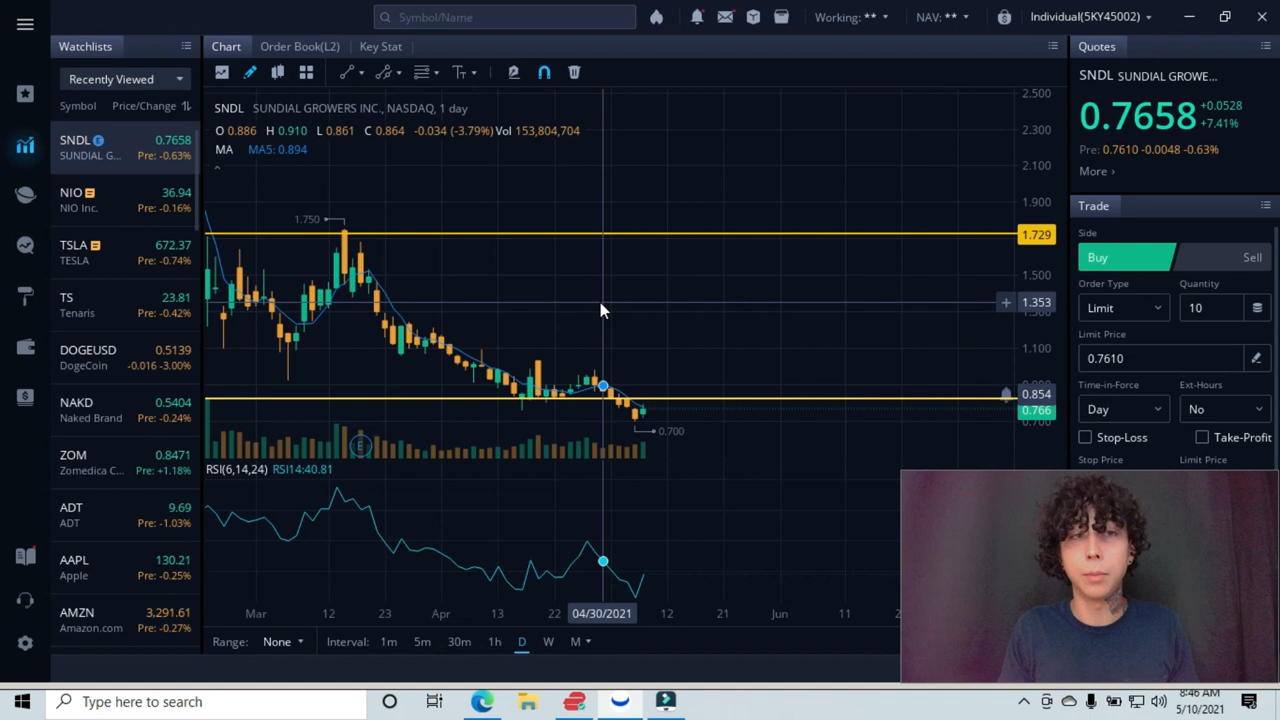 Symbol/Name
Working: **
NAV: **
Individual(5KY45002)
Watchlists
Recently Viewed
Symbol Price/Change
SNDL 0.7658
SUNDIAL G... Pre: -0.63%
NIO 36.94
NIO Inc. Pre: -0.16%
TSLA 672.37
TESLA Pre: -0.74%
TS 23.81
Tenaris Pre: -0.42%
DOGEUSD 0.5139
DogeCoin -0.016 -3.00%
NAKD 0.5404
Naked Brand Pre: -0.24%
ZOM 0.8471
Zomedica C... Pre: +1.18%
ADT 9.69
ADT Pre: -1.03%
AAPL 130.21
Apple Pre: -0.25%
AMZN 3,291.61
Amazon.com Pre: -0.27%
Chart Order Book(L2) Key Stat
SNDL SUNDIAL GROWERS INC., NASDAQ, 1 day
O 0.886 H 0.910 L 0.861 C 0.864 -0.034 (-3.79%) Vol 153,804,704
MA MA5: 0.894
1.750
0.700
E
2.500
2.300
2.100
1.900
1.729
1.500
1.353
1.100
0.854
0.766
RSI(6,14,24) RSI14:40.81
Mar 12 23 Apr 13 22 04/30/2021 12 21 Jun 11
Range: None Interval: 1m 5m 30m 1h D W M
Quotes
SNDL SUNDIAL GROWE...
0.7658 +0.0528
+7.41%
Pre: 0.7610 -0.0048 -0.63%
More ›
Trade
Side
Buy Sell
Order Type Quantity
Limit 10
Limit Price
0.7610
Time-in-Force Ext-Hours
Day No
Stop-Loss Take-Profit
Stop Price Limit Price
Type here to search
8:46 AM
5/10/2021